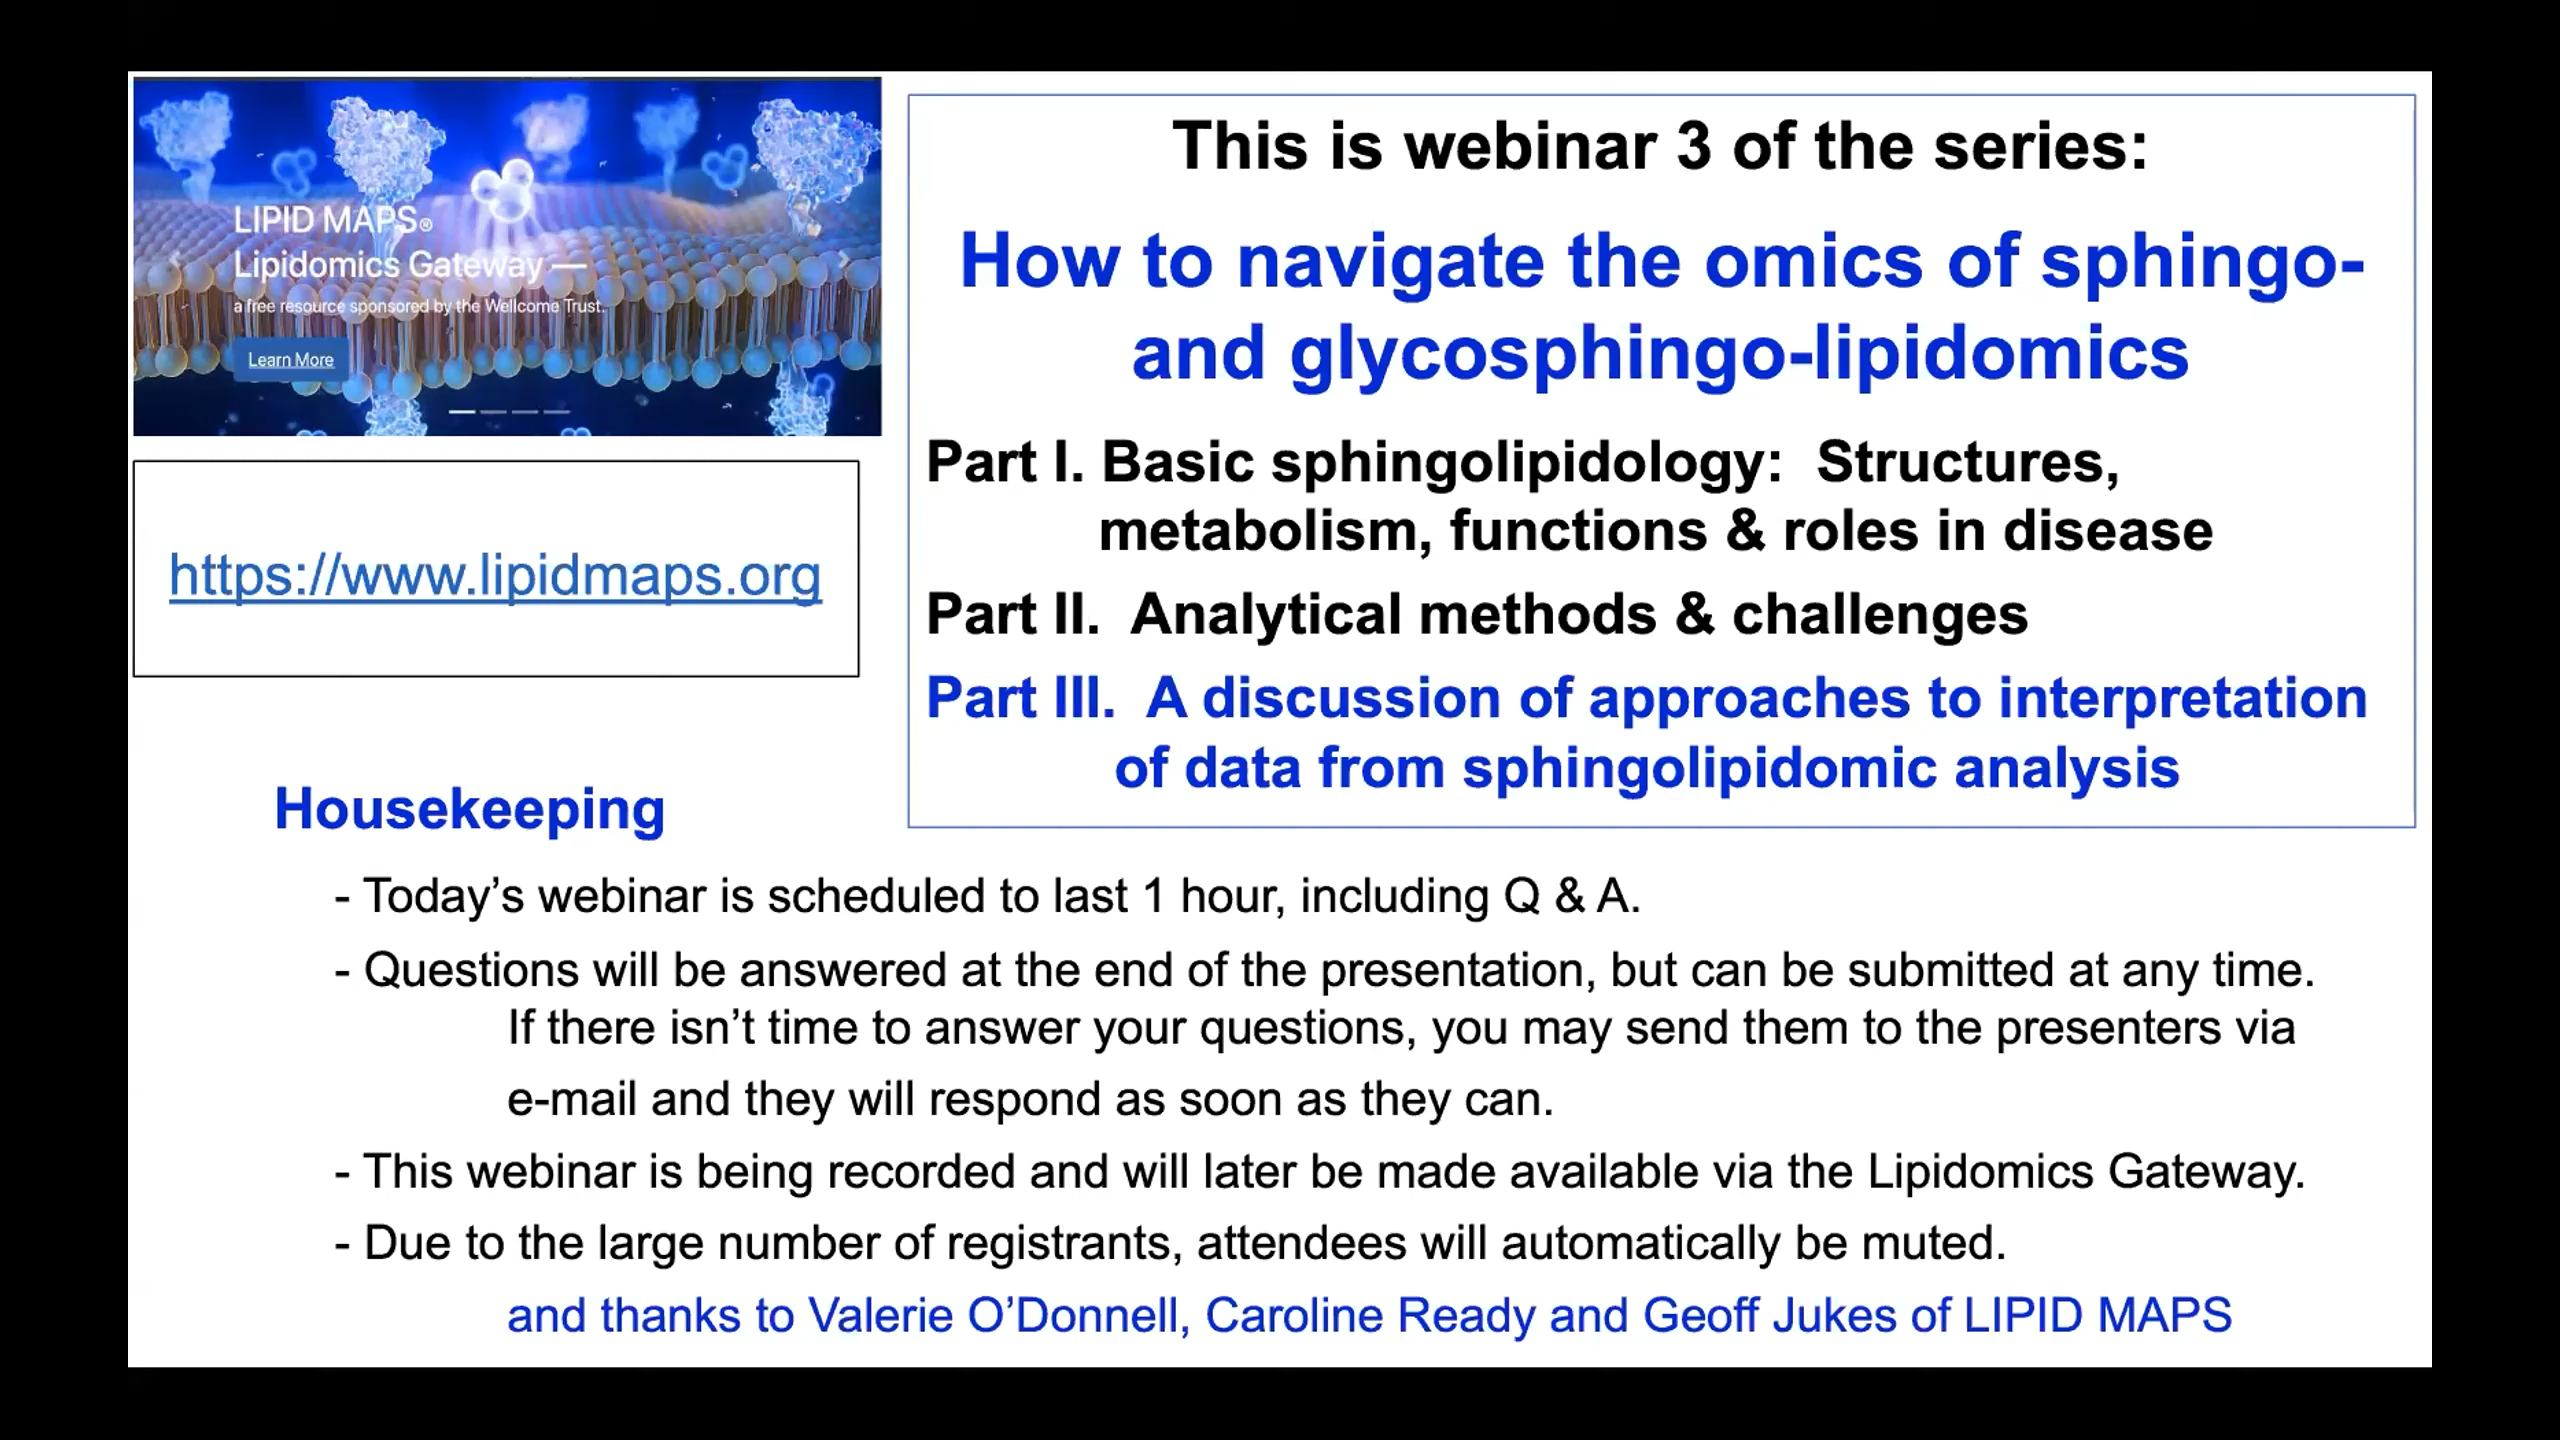 LIPID MAPS®
Lipidomics Gateway —
a free resource sponsored by the Wellcome Trust.
Learn More
https://www.lipidmaps.org
This is webinar 3 of the series:
How to navigate the omics of sphingo-
and glycosphingo-lipidomics
Part I. Basic sphingolipidology:  Structures,
metabolism, functions & roles in disease
Part II.  Analytical methods & challenges
Part III.  A discussion of approaches to interpretation
of data from sphingolipidomic analysis
Housekeeping
- Today’s webinar is scheduled to last 1 hour, including Q & A.
- Questions will be answered at the end of the presentation, but can be submitted at any time.
If there isn’t time to answer your questions, you may send them to the presenters via
e-mail and they will respond as soon as they can.
- This webinar is being recorded and will later be made available via the Lipidomics Gateway.
- Due to the large number of registrants, attendees will automatically be muted.
and thanks to Valerie O’Donnell, Caroline Ready and Geoff Jukes of LIPID MAPS